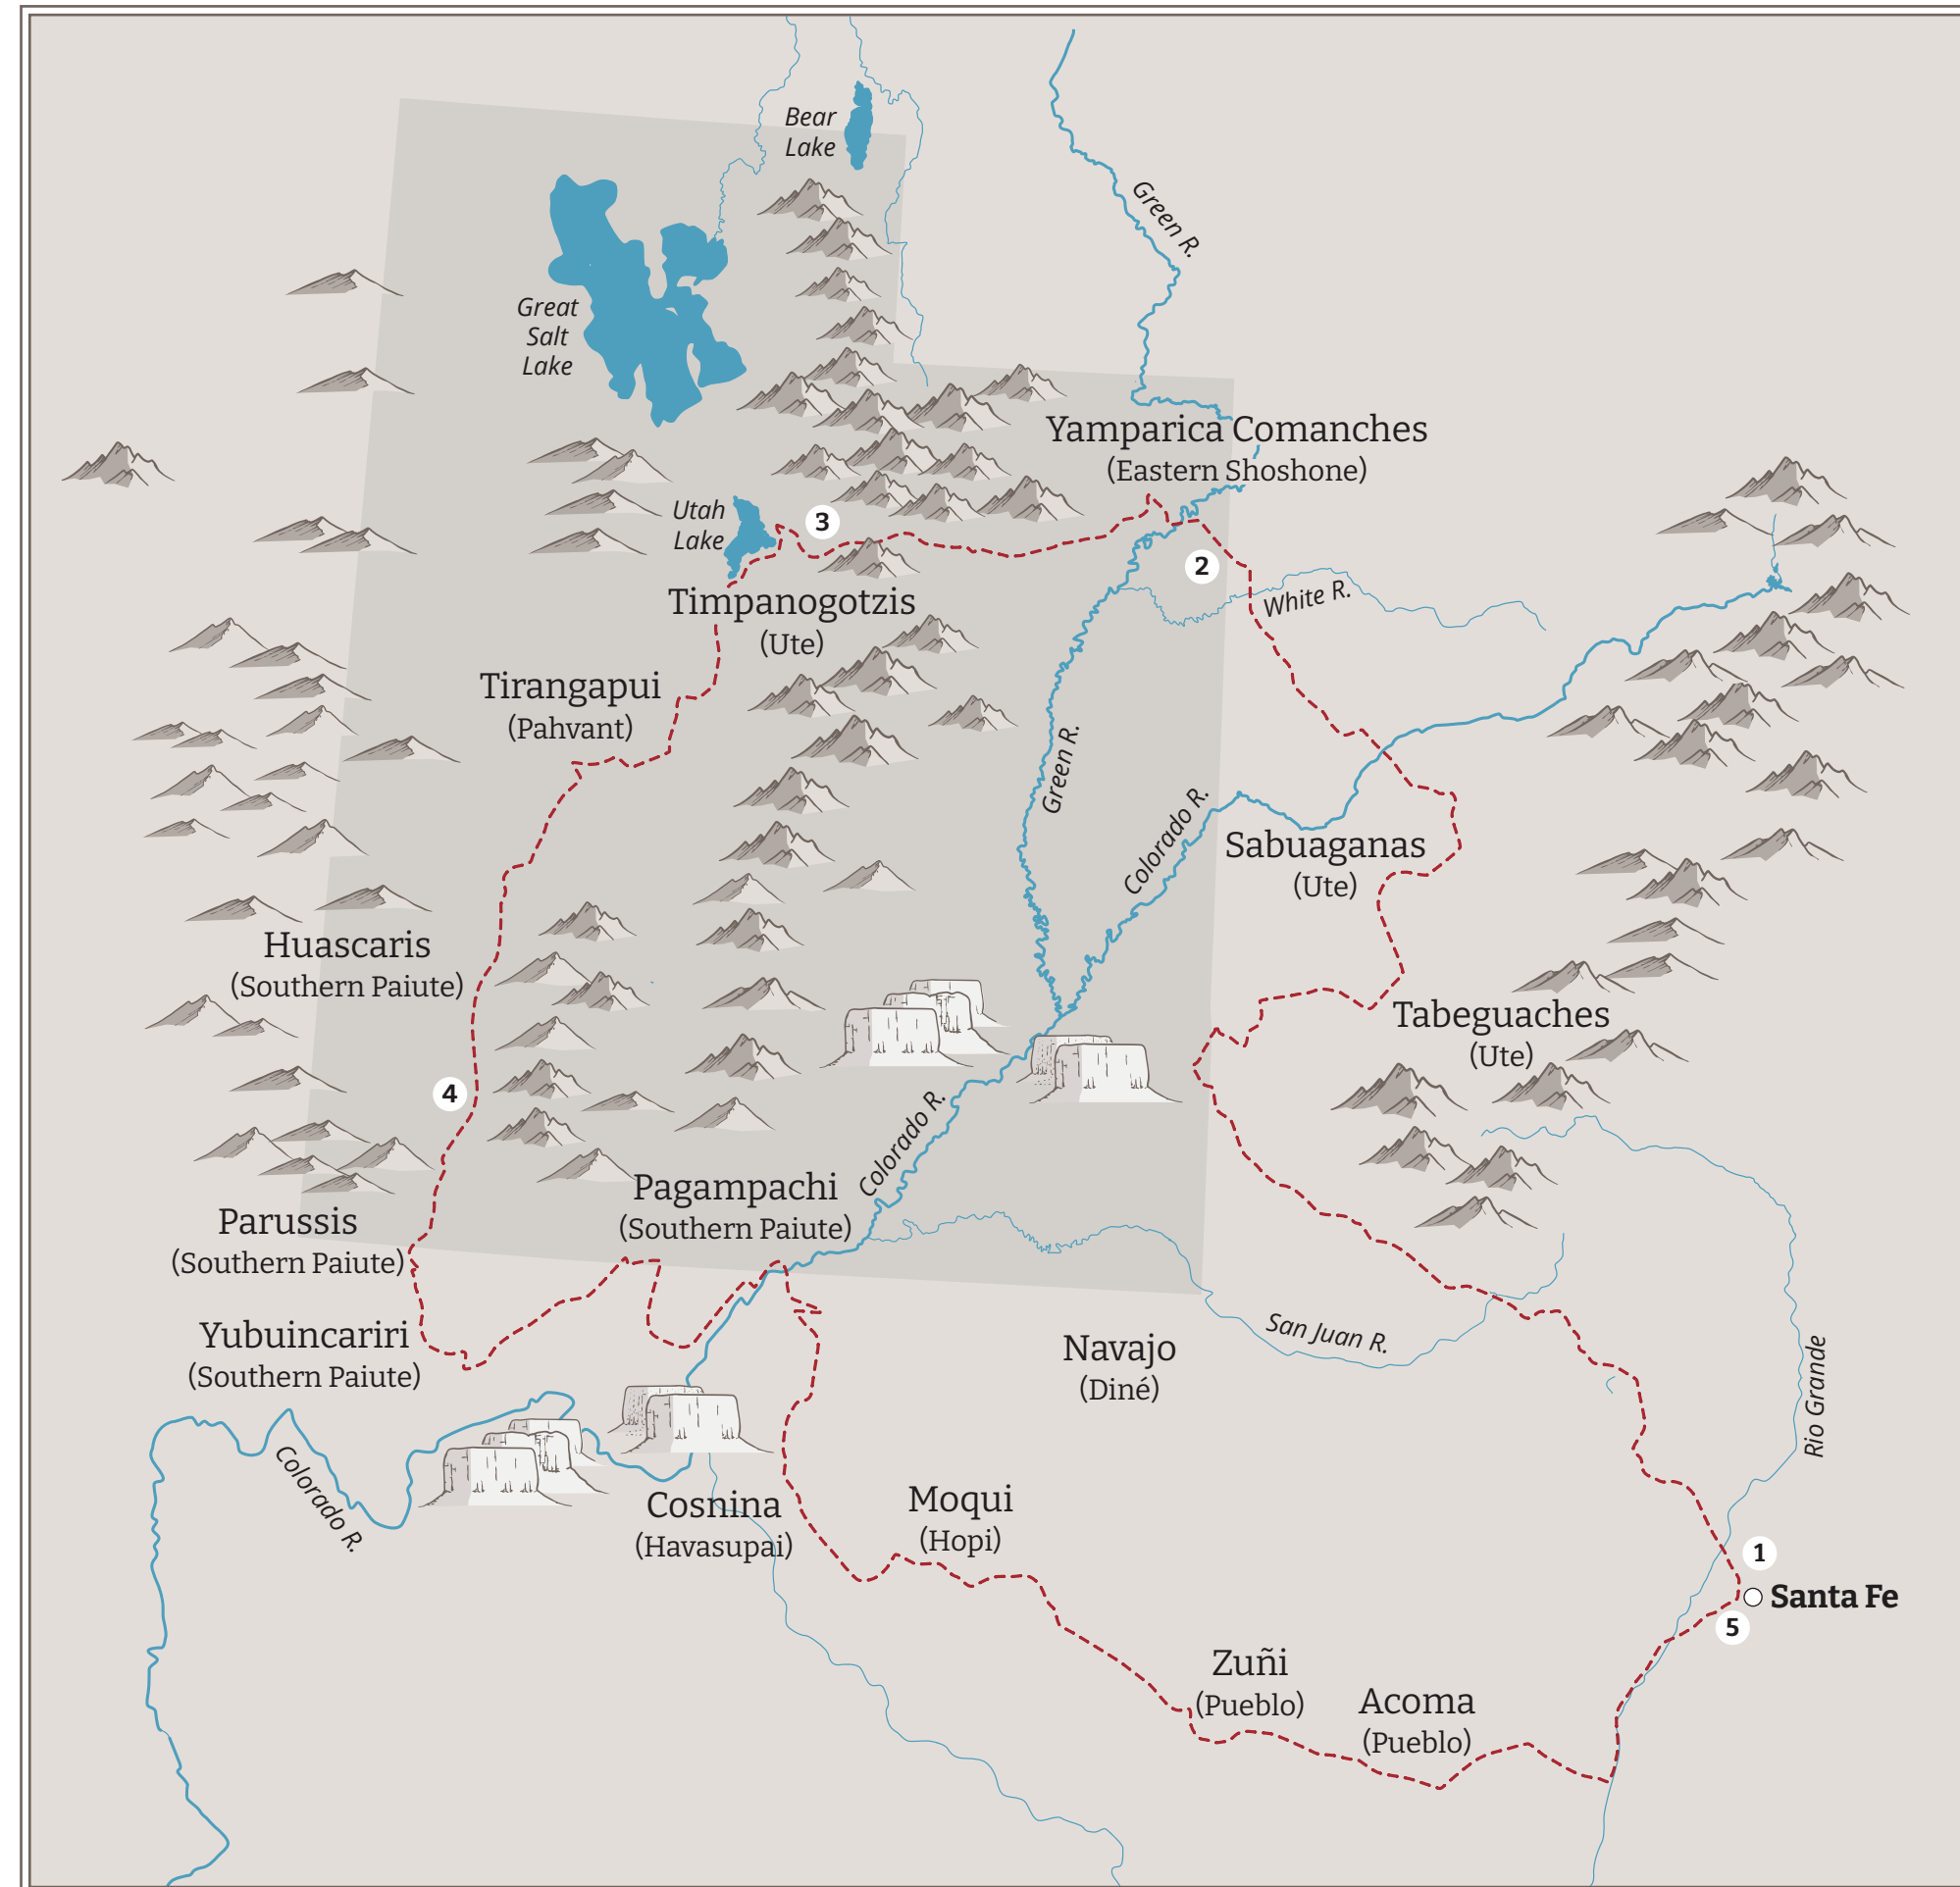 Bear
Lake
Green R.
Great
Salt
Lake
Yamparica Comanches
(Eastern Shoshone)
Utah
Lake
3
2
White R.
Timpanogotzis
(Ute)
Tirangapui
(Pahvant)
Green R.
Colorado R.
Sabuaganas
(Ute)
Huascaris
(Southern Paiute)
Tabeguaches
(Ute)
4
Colorado R.
Pagampachi
(Southern Paiute)
Parussis
(Southern Paiute)
Yubuincariri
(Southern Paiute)
Navajo
(Diné)
San Juan R.
Rio Grande
Colorado R.
Cosnina
(Havasupai)
Moqui
(Hopi)
1
Santa Fe
5
Zuñi
(Pueblo)
Acoma
(Pueblo)